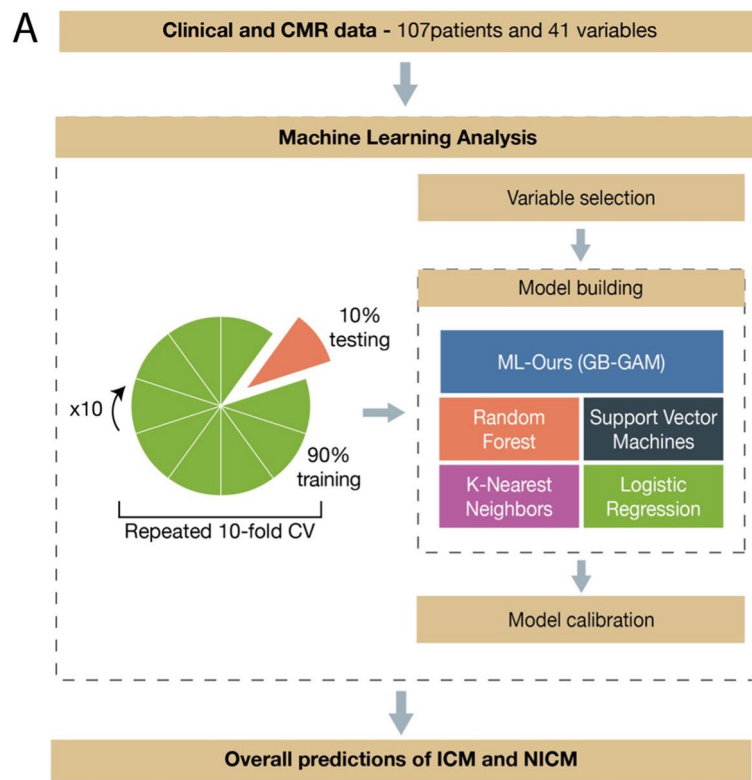 A
Clinical and CMR data - 107patients and 41 variables
Machine Learning Analysis
Variable selection
Model building
10%
testing
ML-Ours (GB-GAM)
x10
Random
Forest
Support Vector
Machines
90%
training
K-Nearest
Neighbors
Logistic
Regression
Repeated 10-fold CV
Model calibration
Overall predictions of ICM and NICM